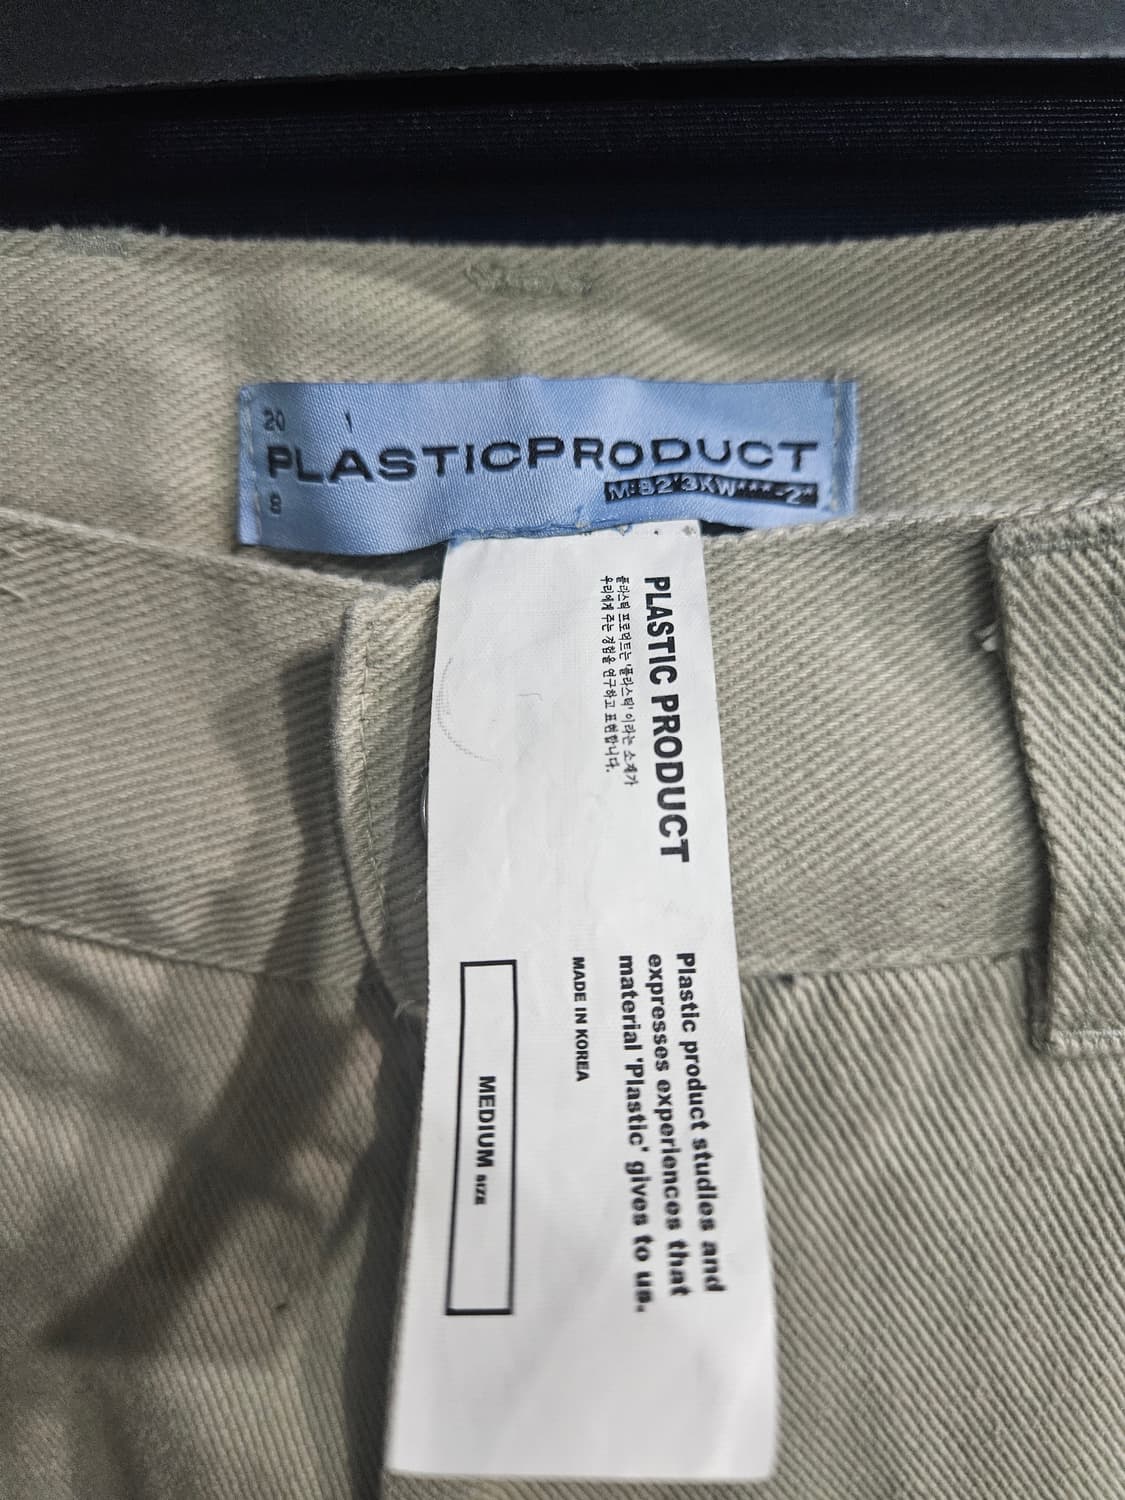 20 1
PLASTICPRODUCT
8
M:82'3KW***-2"
PLASTIC PRODUCT
플라스틱 프로덕트는 '플라스틱' 이라는 소재가
우리에게 주는 경험을 연구하고 표현합니다.
Plastic product studies and
expresses experiences that
material 'Plastic' gives to us.
MADE IN KOREA
MEDIUM SIZE